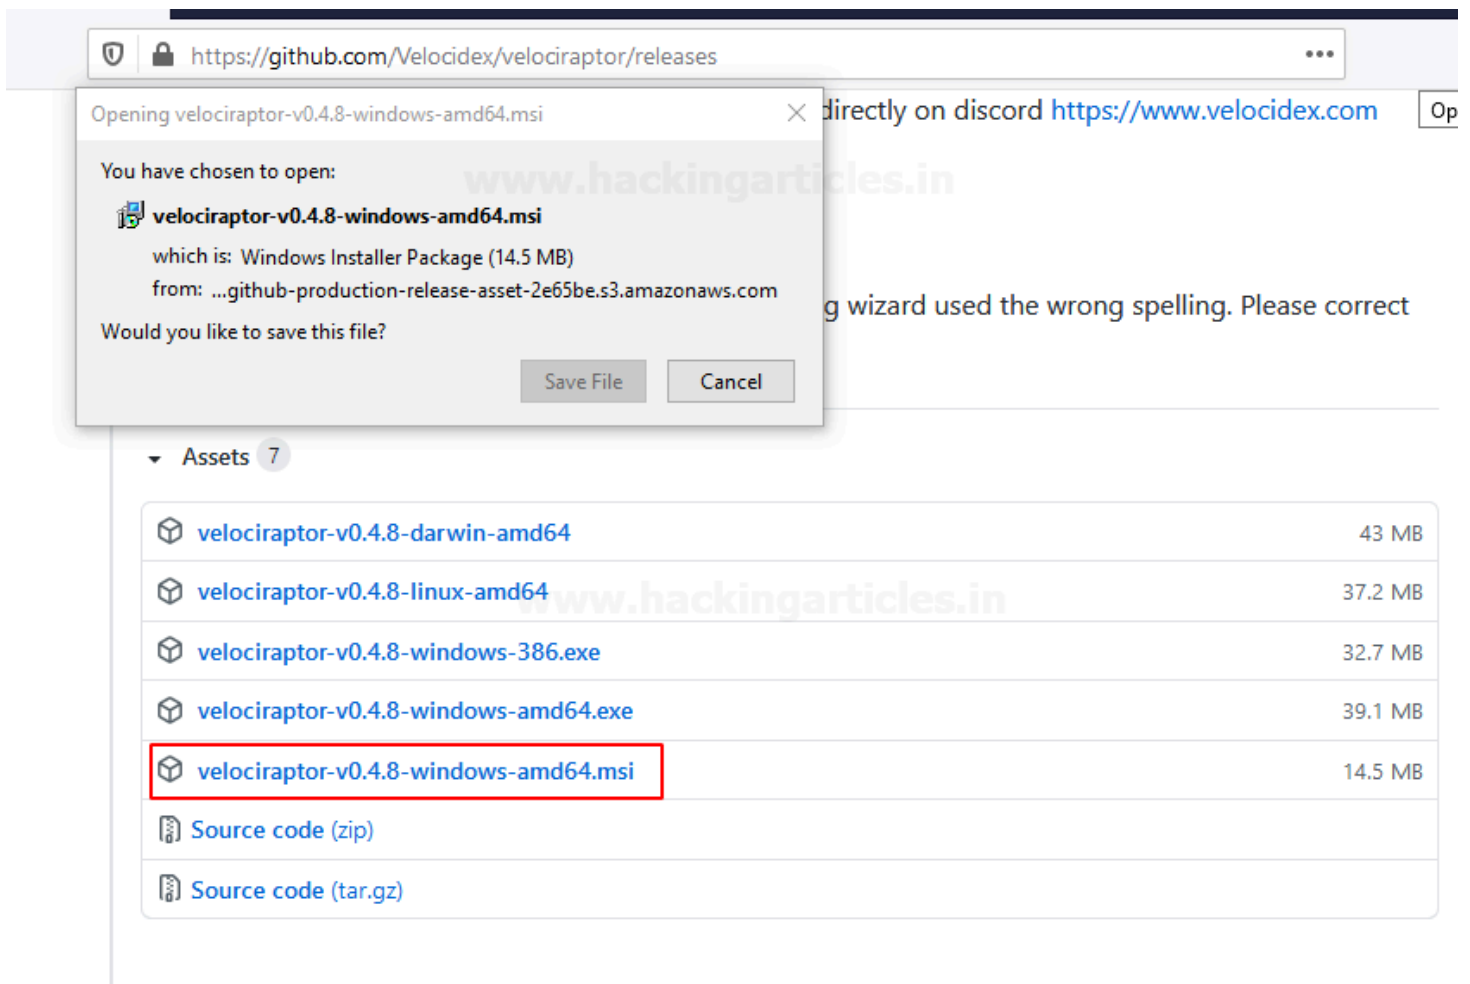 https://github.com/Velocidex/velociraptor/releases
Opening velociraptor-v0.4.8-windows-amd64.msi
directly on discord https://www.velocidex.com
Op
You have chosen to open:
www.hackingarticles.in
velociraptor-v0.4.8-windows-amd64.msi
which is: Windows Installer Package (14.5 MB)
from: ...github-production-release-asset-2e65be.s3.amazonaws.com
g wizard used the wrong spelling. Please correct
Would you like to save this file?
Save File
Cancel
Assets 7
velociraptor-v0.4.8-darwin-amd64 43 MB
velociraptor-v0.4.8-linux-amd64 37.2 MB
www.hackingarticles.in
velociraptor-v0.4.8-windows-386.exe 32.7 MB
velociraptor-v0.4.8-windows-amd64.exe 39.1 MB
velociraptor-v0.4.8-windows-amd64.msi 14.5 MB
Source code (zip)
Source code (tar.gz)